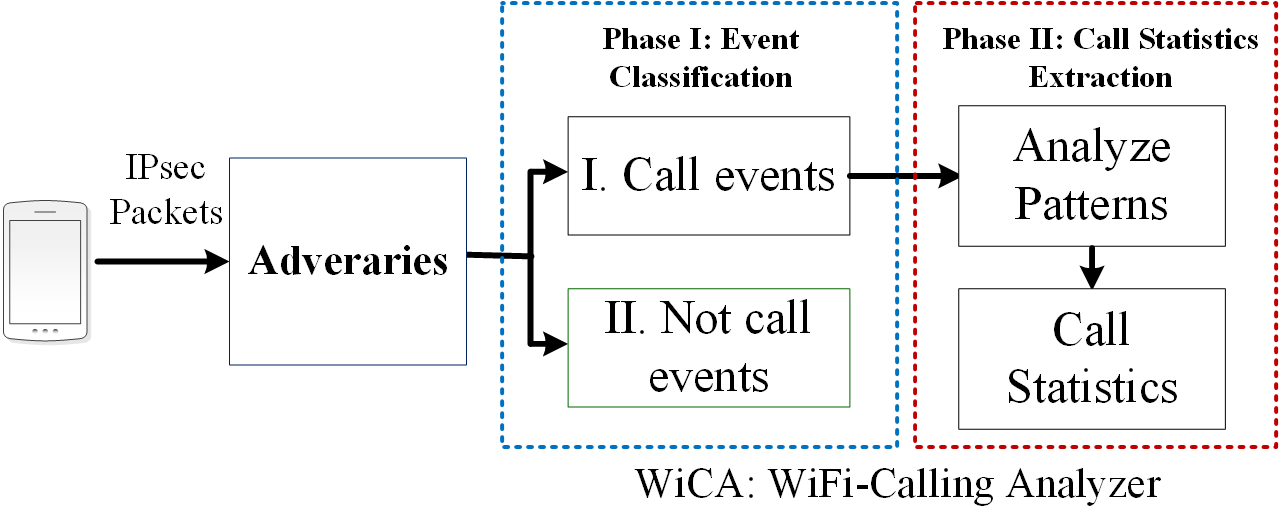 IPsec
Packets
Adveraries
Phase I: Event
Classification
I. Call events
II. Not call
events
Phase II: Call Statistics
Extraction
Analyze
Patterns
Call
Statistics
WiCA: WiFi-Calling Analyzer